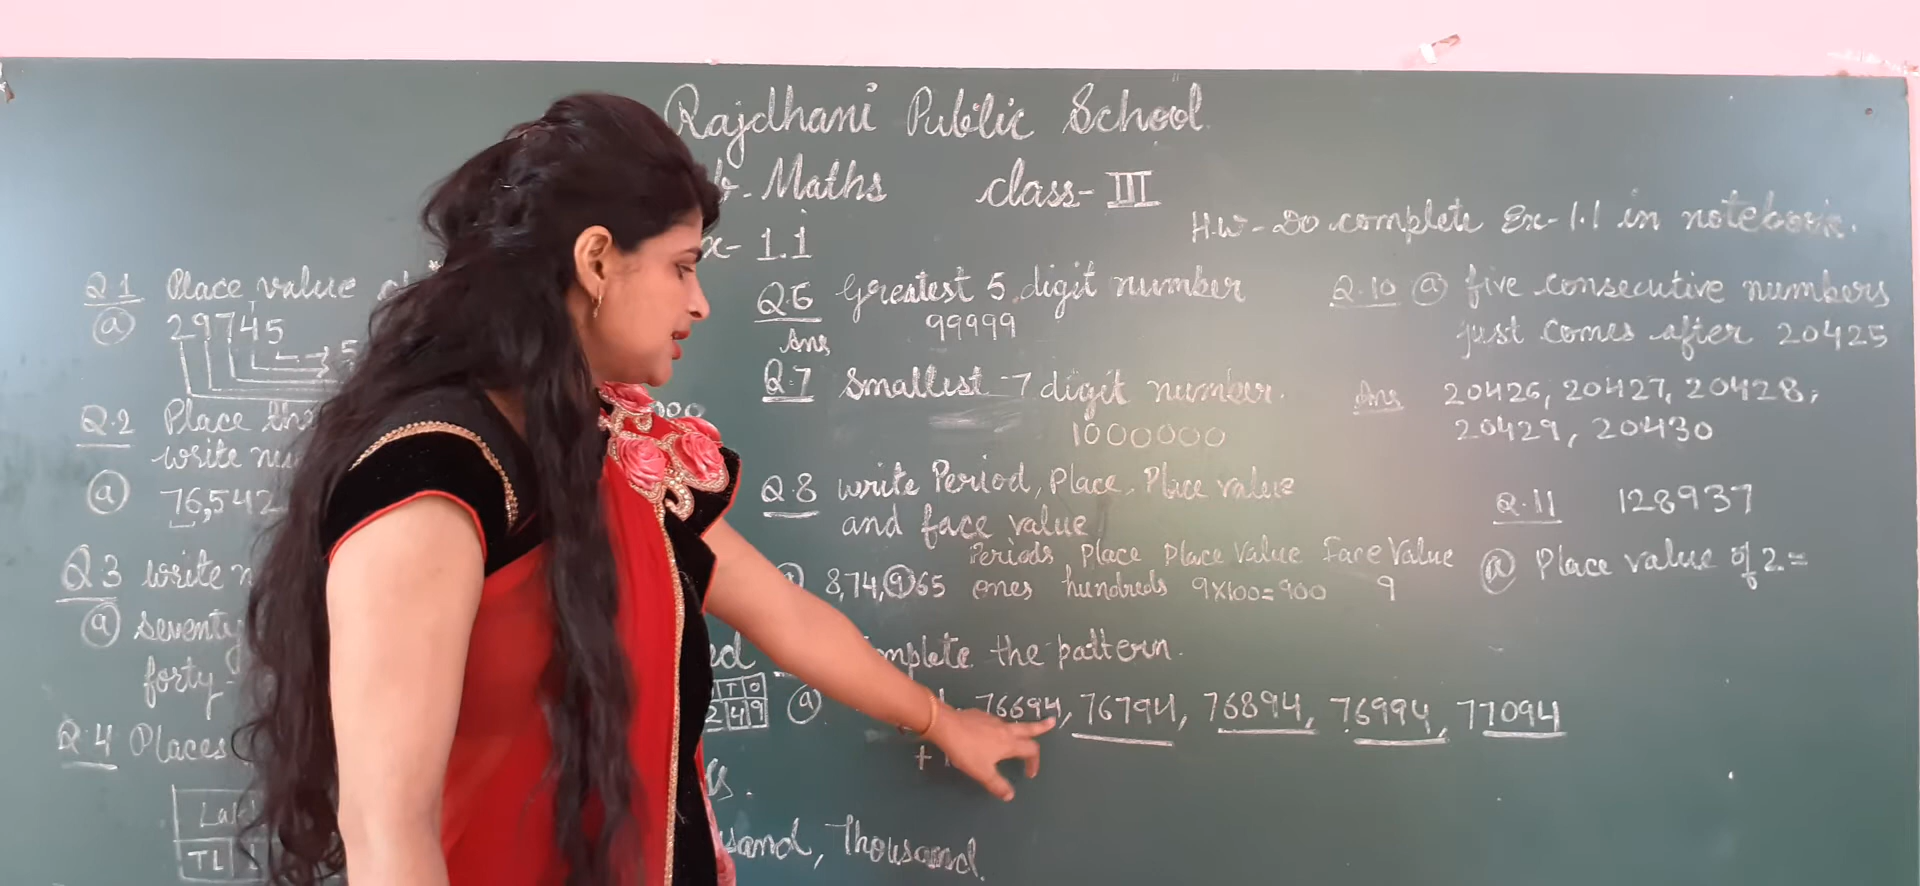 Rajdhani Public School
Maths class-III
1.1
H.W-Do complete Ex-1.1 in notebook.
Q.1 Place value
(a) 29745
5
Q.2 Place
write
(a) 76,542
Q3 write
(a) seventy
forty
Q.4 Places
TL
Q.6 Greatest 5 digit number
99999
Ans
Q.7 Smallest 7 digit number.
1000000
Q.8 write Period, Place, Place value
and face value
Periods Place Place Value Face Value
8,74,965 ones hundreds 9X100=900 9
the pattern.
T O
2 4 9
(a) 76694, 76794, 76894, 76994, 77094
+
Thousand.
Q.10 (a) five consecutive numbers
just comes after 20425
Ans 20426, 20427, 20428,
20429, 20430
Q.11 128937
(a) Place value of 2=